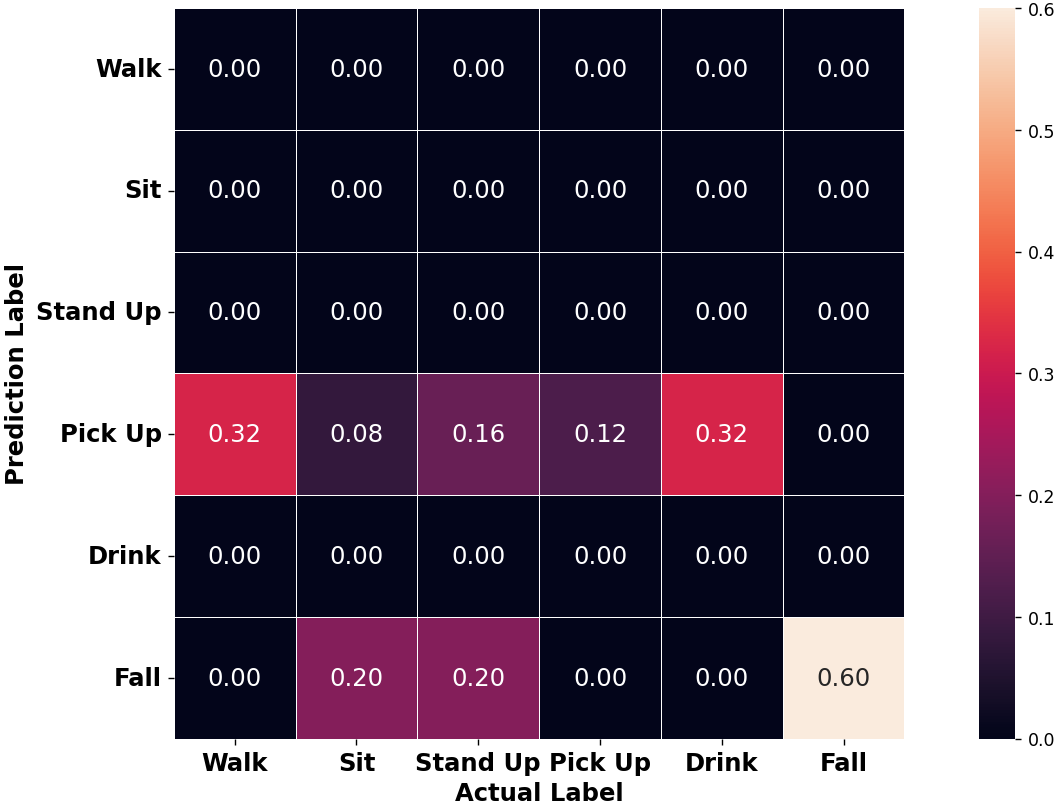 Prediction Label
Walk 0.00 0.00 0.00 0.00 0.00 0.00
Sit 0.00 0.00 0.00 0.00 0.00 0.00
Stand Up 0.00 0.00 0.00 0.00 0.00 0.00
Pick Up 0.32 0.08 0.16 0.12 0.32 0.00
Drink 0.00 0.00 0.00 0.00 0.00 0.00
Fall 0.00 0.20 0.20 0.00 0.00 0.60
Walk Sit Stand Up Pick Up Drink Fall
Actual Label
0.6
0.5
0.4
0.3
0.2
0.1
0.0